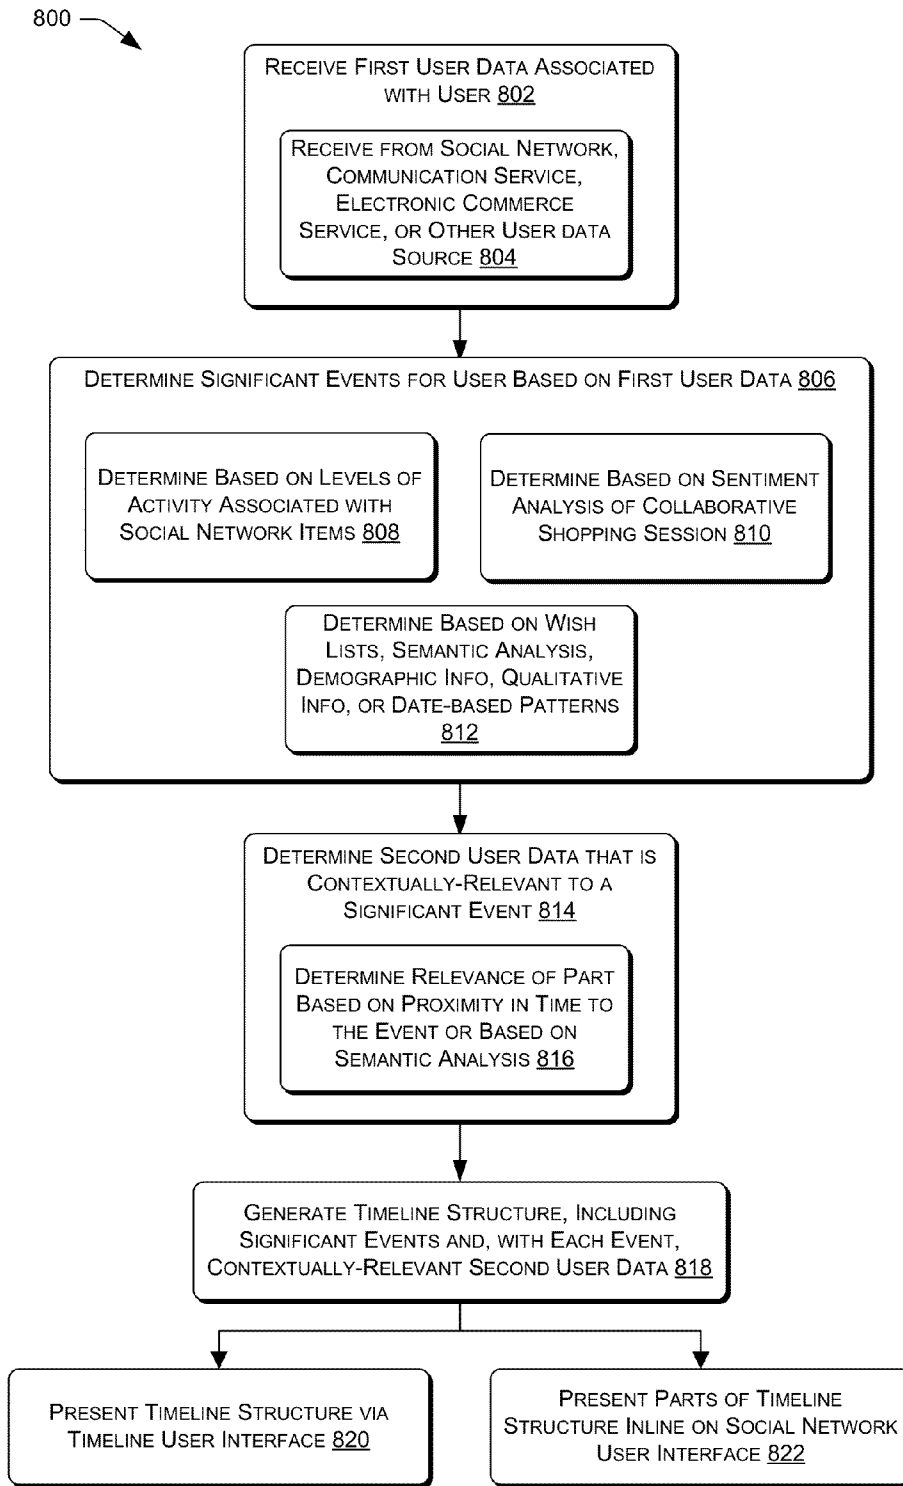 800
RECEIVE FIRST USER DATA ASSOCIATED
WITH USER 802
RECEIVE FROM SOCIAL NETWORK,
COMMUNICATION SERVICE,
ELECTRONIC COMMERCE
SERVICE, OR OTHER USER DATA
SOURCE 804
DETERMINE SIGNIFICANT EVENTS FOR USER BASED ON FIRST USER DATA 806
DETERMINE BASED ON LEVELS OF
ACTIVITY ASSOCIATED WITH
SOCIAL NETWORK ITEMS 808
DETERMINE BASED ON SENTIMENT
ANALYSIS OF COLLABORATIVE
SHOPPING SESSION 810
DETERMINE BASED ON WISH
LISTS, SEMANTIC ANALYSIS,
DEMOGRAPHIC INFO, QUALITATIVE
INFO, OR DATE-BASED PATTERNS
812
DETERMINE SECOND USER DATA THAT IS
CONTEXTUALLY-RELEVANT TO A
SIGNIFICANT EVENT 814
DETERMINE RELEVANCE OF PART
BASED ON PROXIMITY IN TIME TO
THE EVENT OR BASED ON
SEMANTIC ANALYSIS 816
GENERATE TIMELINE STRUCTURE, INCLUDING
SIGNIFICANT EVENTS AND, WITH EACH EVENT,
CONTEXTUALLY-RELEVANT SECOND USER DATA 818
PRESENT TIMELINE STRUCTURE VIA
TIMELINE USER INTERFACE 820
PRESENT PARTS OF TIMELINE
STRUCTURE INLINE ON SOCIAL NETWORK
USER INTERFACE 822